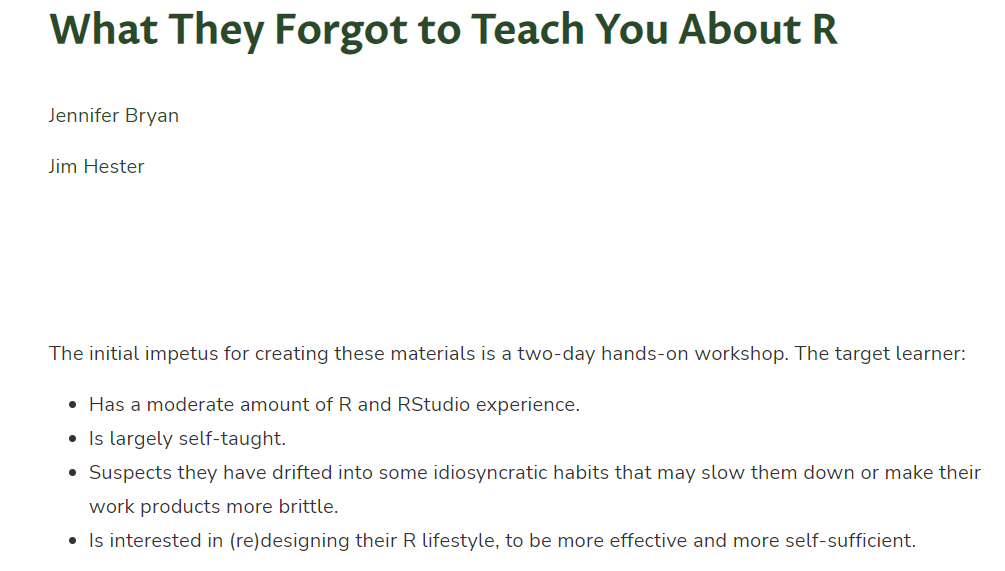 What They Forgot to Teach You About R
Jennifer Bryan
Jim Hester
The initial impetus for creating these materials is a two-day hands-on workshop. The target learner:
• Has a moderate amount of R and RStudio experience.
• Is largely self-taught.
• Suspects they have drifted into some idiosyncratic habits that may slow them down or make their
work products more brittle.
• Is interested in (re)designing their R lifestyle, to be more effective and more self-sufficient.